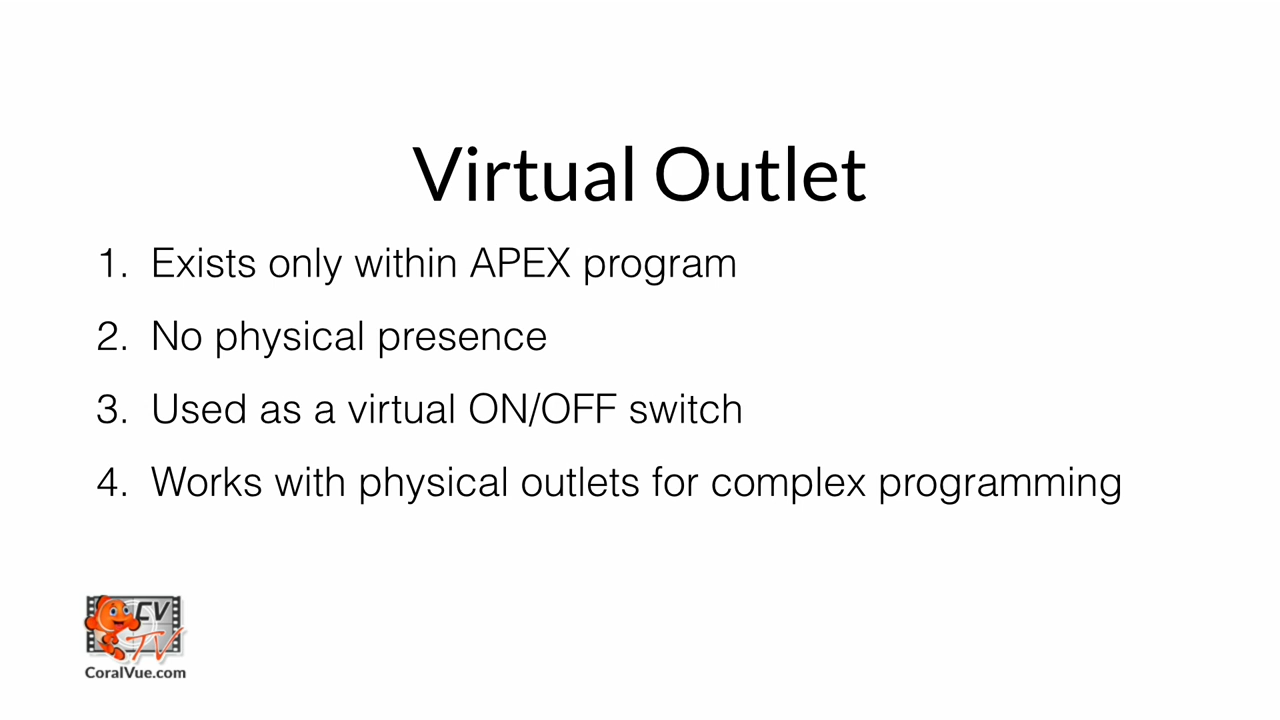 Virtual Outlet
1. Exists only within APEX program
2. No physical presence
3. Used as a virtual ON/OFF switch
4. Works with physical outlets for complex programming
CV
TV
CoralVue.com